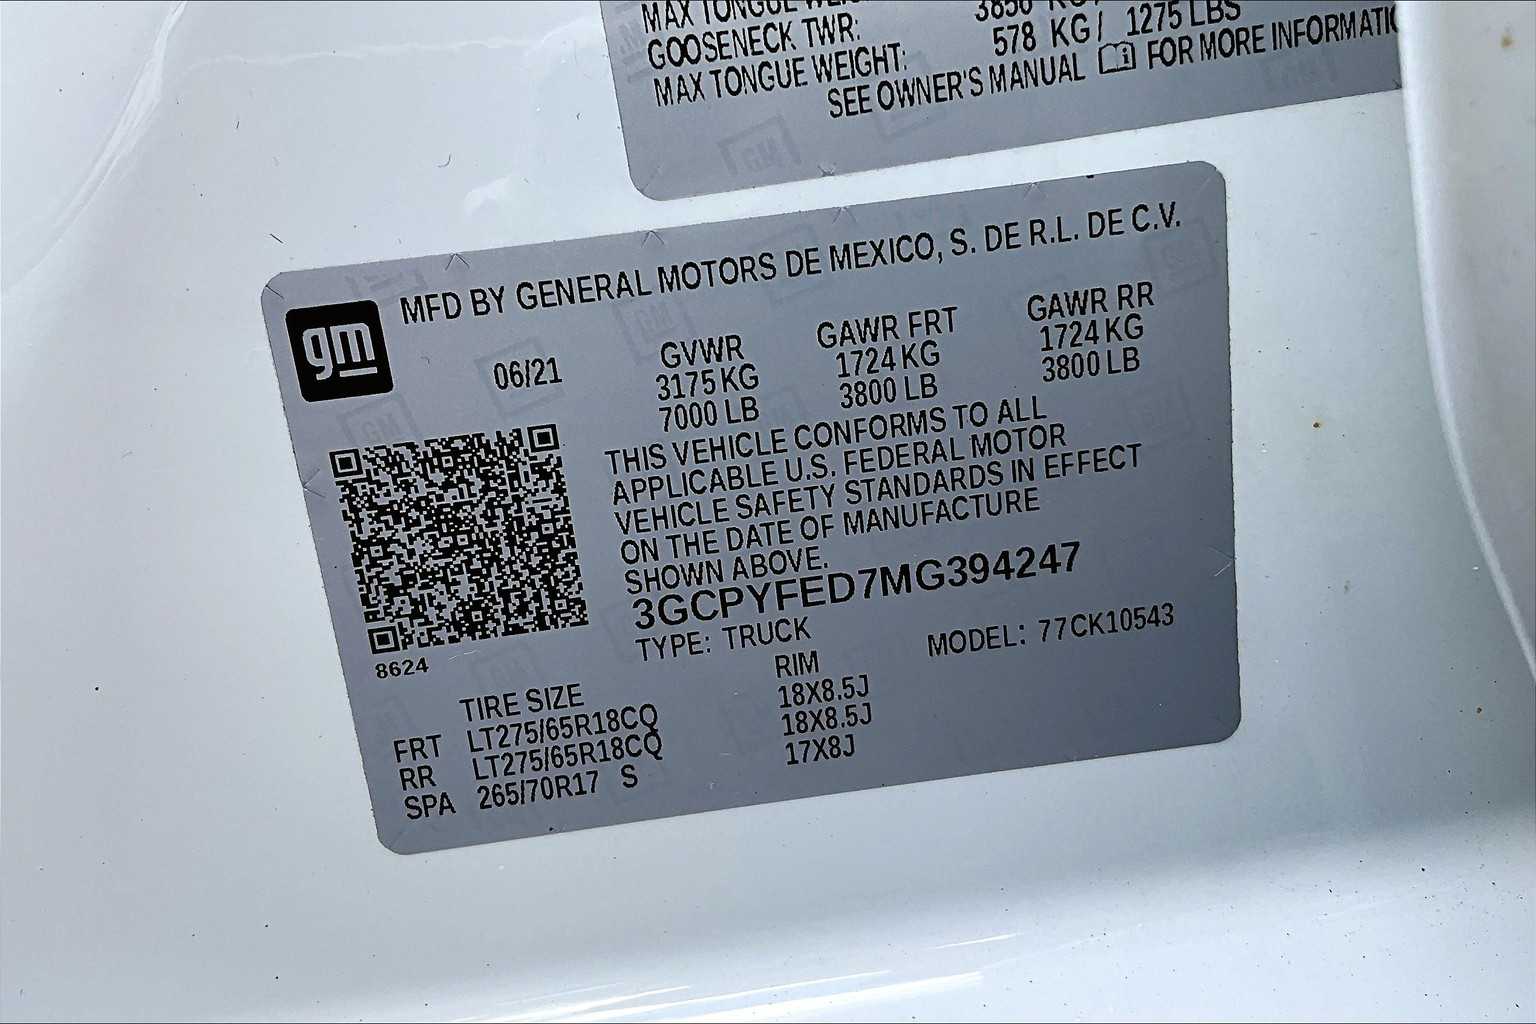 MAX TONGUE
GOOSENECK TWR: 3850
MAX TONGUE WEIGHT: 578 KG / 1275 LBS
SEE OWNER'S MANUAL FOR MORE
MFD BY GENERAL MOTORS DE MEXICO, S. DE R.L. DE C.V.
gm
06/21 GVWR GAWR FRT GAWR RR
3175 KG 1724 KG 1724 KG
7000 LB 3800 LB 3800 LB
THIS VEHICLE CONFORMS TO ALL
APPLICABLE U.S. FEDERAL MOTOR
VEHICLE SAFETY STANDARDS IN EFFECT
ON THE DATE OF MANUFACTURE
SHOWN ABOVE.
3GCPYFED7MG394247
TYPE: TRUCK MODEL: 77CK10543
8624
TIRE SIZE RIM
FRT LT275/65R18CQ 18X8.5J
RR LT275/65R18CQ 18X8.5J
SPA 265/70R17 S 17X8J